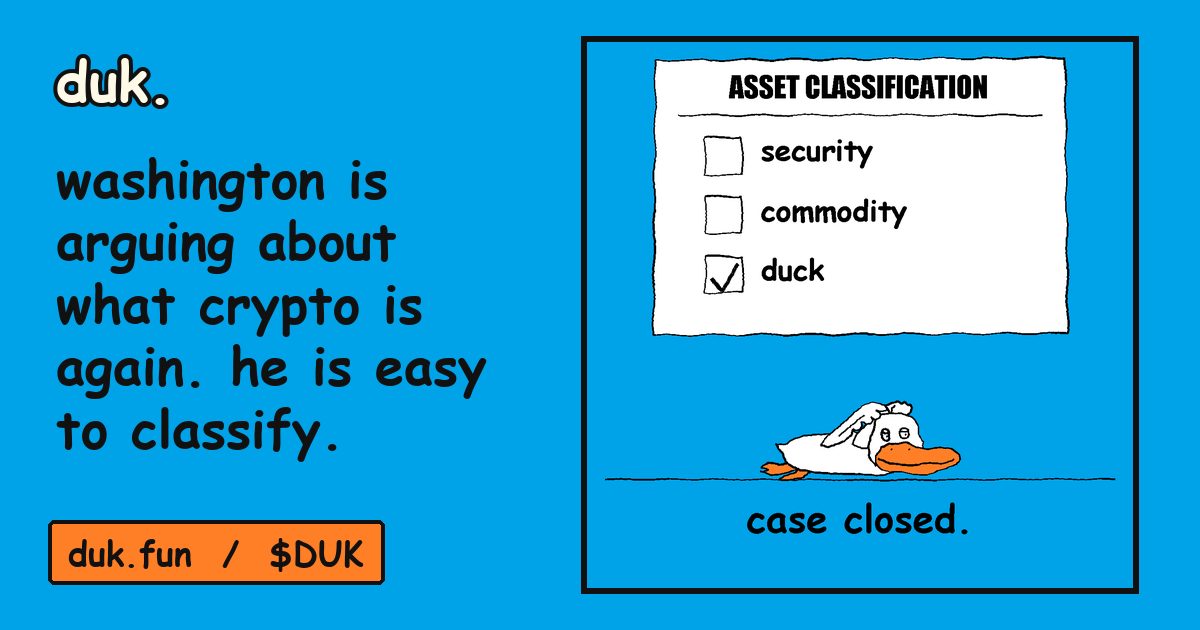 duk.
washington is
arguing about
what crypto is
again. he is easy
to classify.
duk.fun / $DUK
ASSET CLASSIFICATION
security
commodity
duck
case closed.